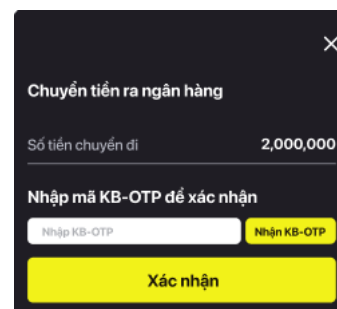 Chuyển tiền ra ngân hàng
Số tiền chuyển đi 2,000,000
Nhập mã KB-OTP để xác nhận
Nhập KB-OTP Nhận KB-OTP
Xác nhận